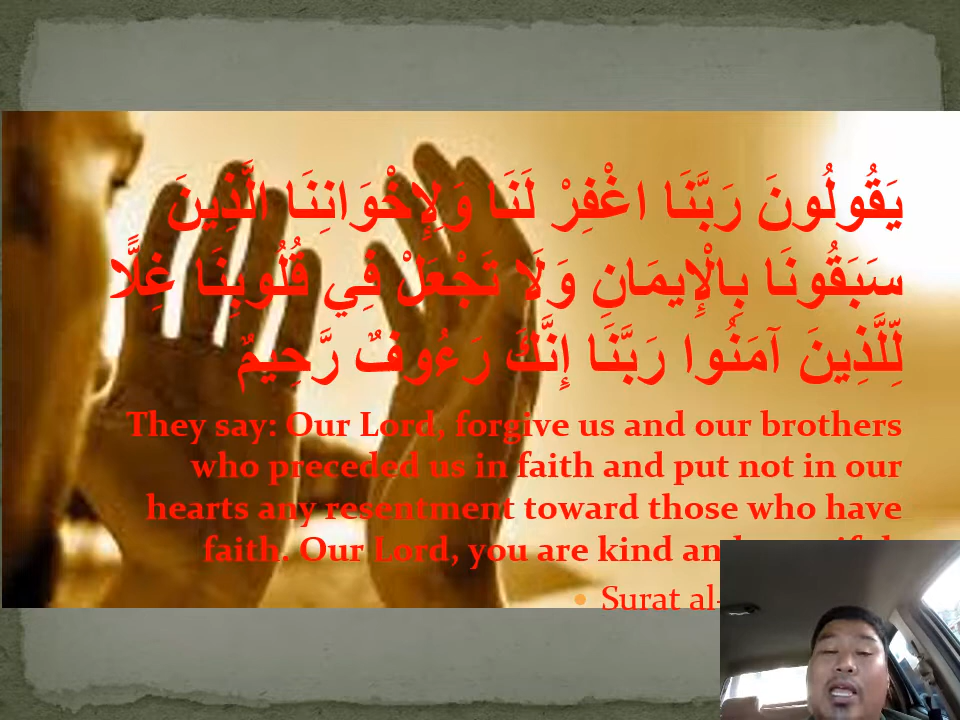 يَقُولُونَ رَبَّنَا اغْفِرْ لَنَا وَلِإِخْوَانِنَا الَّذِينَ
سَبَقُونَا بِالْإِيمَانِ وَلَا تَجْعَلْ فِي قُلُوبِنَا غِلًّا
لِّلَّذِينَ آمَنُوا رَبَّنَا إِنَّكَ رَءُوفٌ رَّحِيمٌ
They say: Our Lord, forgive us and our brothers
who preceded us in faith and put not in our
hearts any resentment toward those who have
faith. Our Lord, you are kind
Surat al-